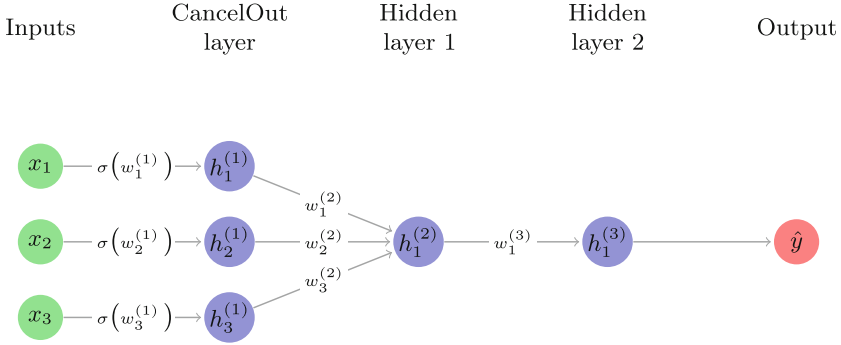 Inputs
CancelOut
layer
Hidden
layer 1
Hidden
layer 2
Output
x₁
σ(w₁⁽¹⁾)
h₁⁽¹⁾
w₁⁽²⁾
x₂
σ(w₂⁽¹⁾)
h₂⁽¹⁾
w₂⁽²⁾
h₁⁽²⁾
w₁⁽³⁾
h₁⁽³⁾
ŷ
w₃⁽²⁾
x₃
σ(w₃⁽¹⁾)
h₃⁽¹⁾